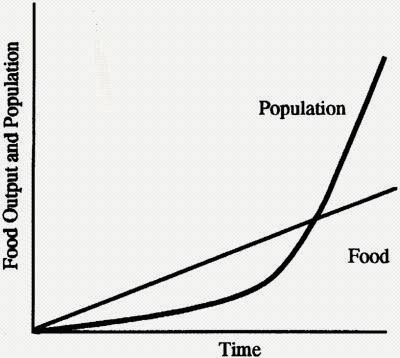 Food Output and Population
Population
Food
Time